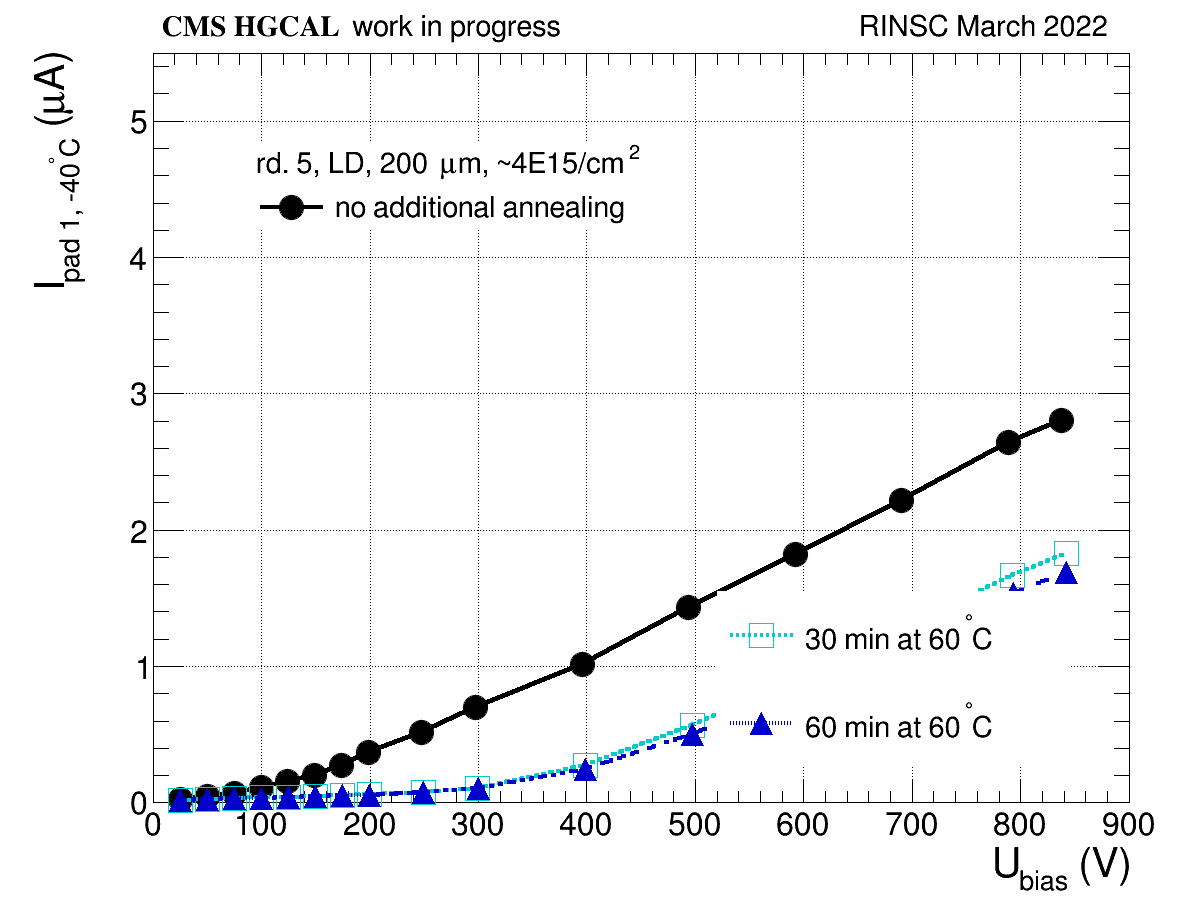 CMS HGCAL work in progress RINSC March 2022
I pad 1, -40°C (μA)
5
rd. 5, LD, 200 μm, ~4E15/cm²
no additional annealing
4
3
2
30 min at 60°C
1
60 min at 60°C
0
0 100 200 300 400 500 600 700 800 900
U bias (V)